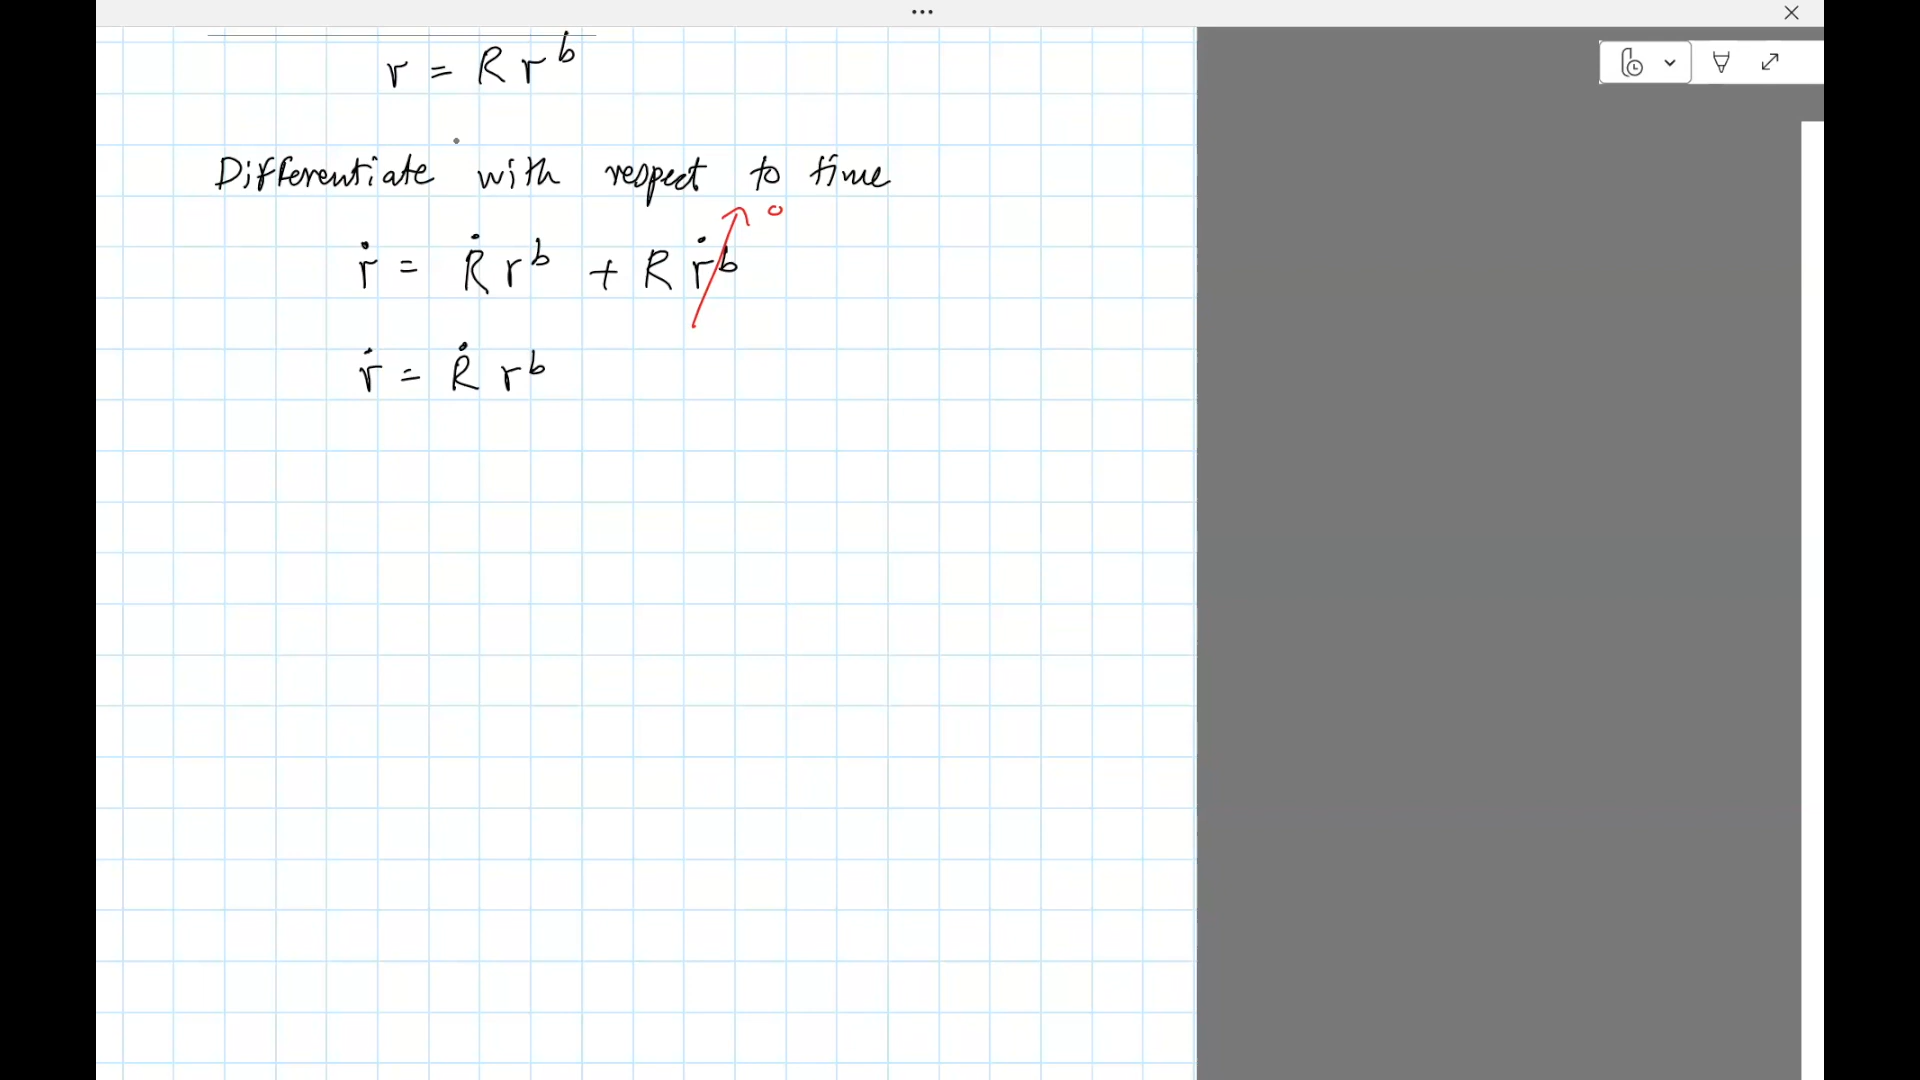 r = R r^b
Differentiate with respect to time
ṙ = Ṙ r^b + R ṙ^b 0
ṙ = Ṙ r^b